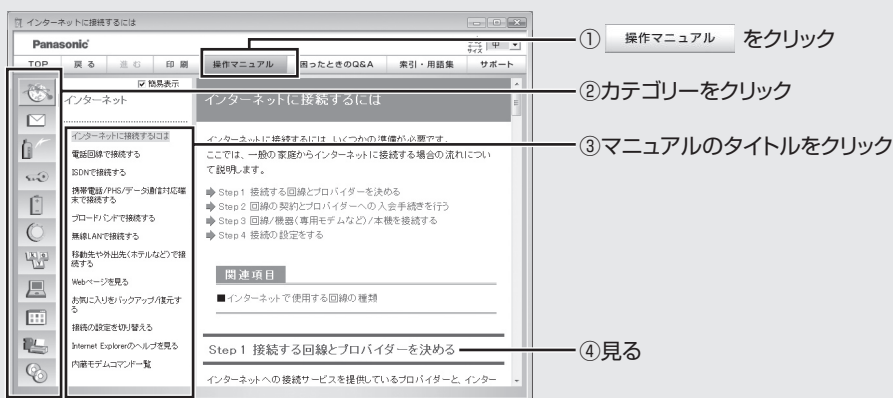 インターネットに接続するには
Panasonic
文字サイズ 中
TOP 戻る 進む 印刷 操作マニュアル 困ったときのQ&A 索引・用語集 サポート
簡易表示
インターネット
インターネットに接続するには
電話回線で接続する
ISDNで接続する
携帯電話/PHS/データ通信対応端
末で接続する
ブロードバンドで接続する
無線LANで接続する
移動先や外出先(ホテルなど)で接
続する
Webページを見る
お気に入りをバックアップ/復元す
る
接続の設定を切り替える
Internet Explorerのヘルプを見る
内蔵モデムコマンド一覧
インターネットに接続するには
インターネットに接続するには、いくつかの準備が必要です。
ここでは、一般の家庭からインターネットに接続する場合の流れについ
て説明します。
Step1 接続する回線とプロバイダーを決める
Step2 回線の契約とプロバイダーへの入会手続きを行う
Step3 回線/機器(専用モデムなど)/本機を接続する
Step4 接続の設定をする
関連項目
■インターネットで使用する回線の種類
Step1 接続する回線とプロバイダーを決める
インターネットへの接続サービスを提供しているプロバイダーと、インター
① 操作マニュアル をクリック
②カテゴリーをクリック
③マニュアルのタイトルをクリック
④見る